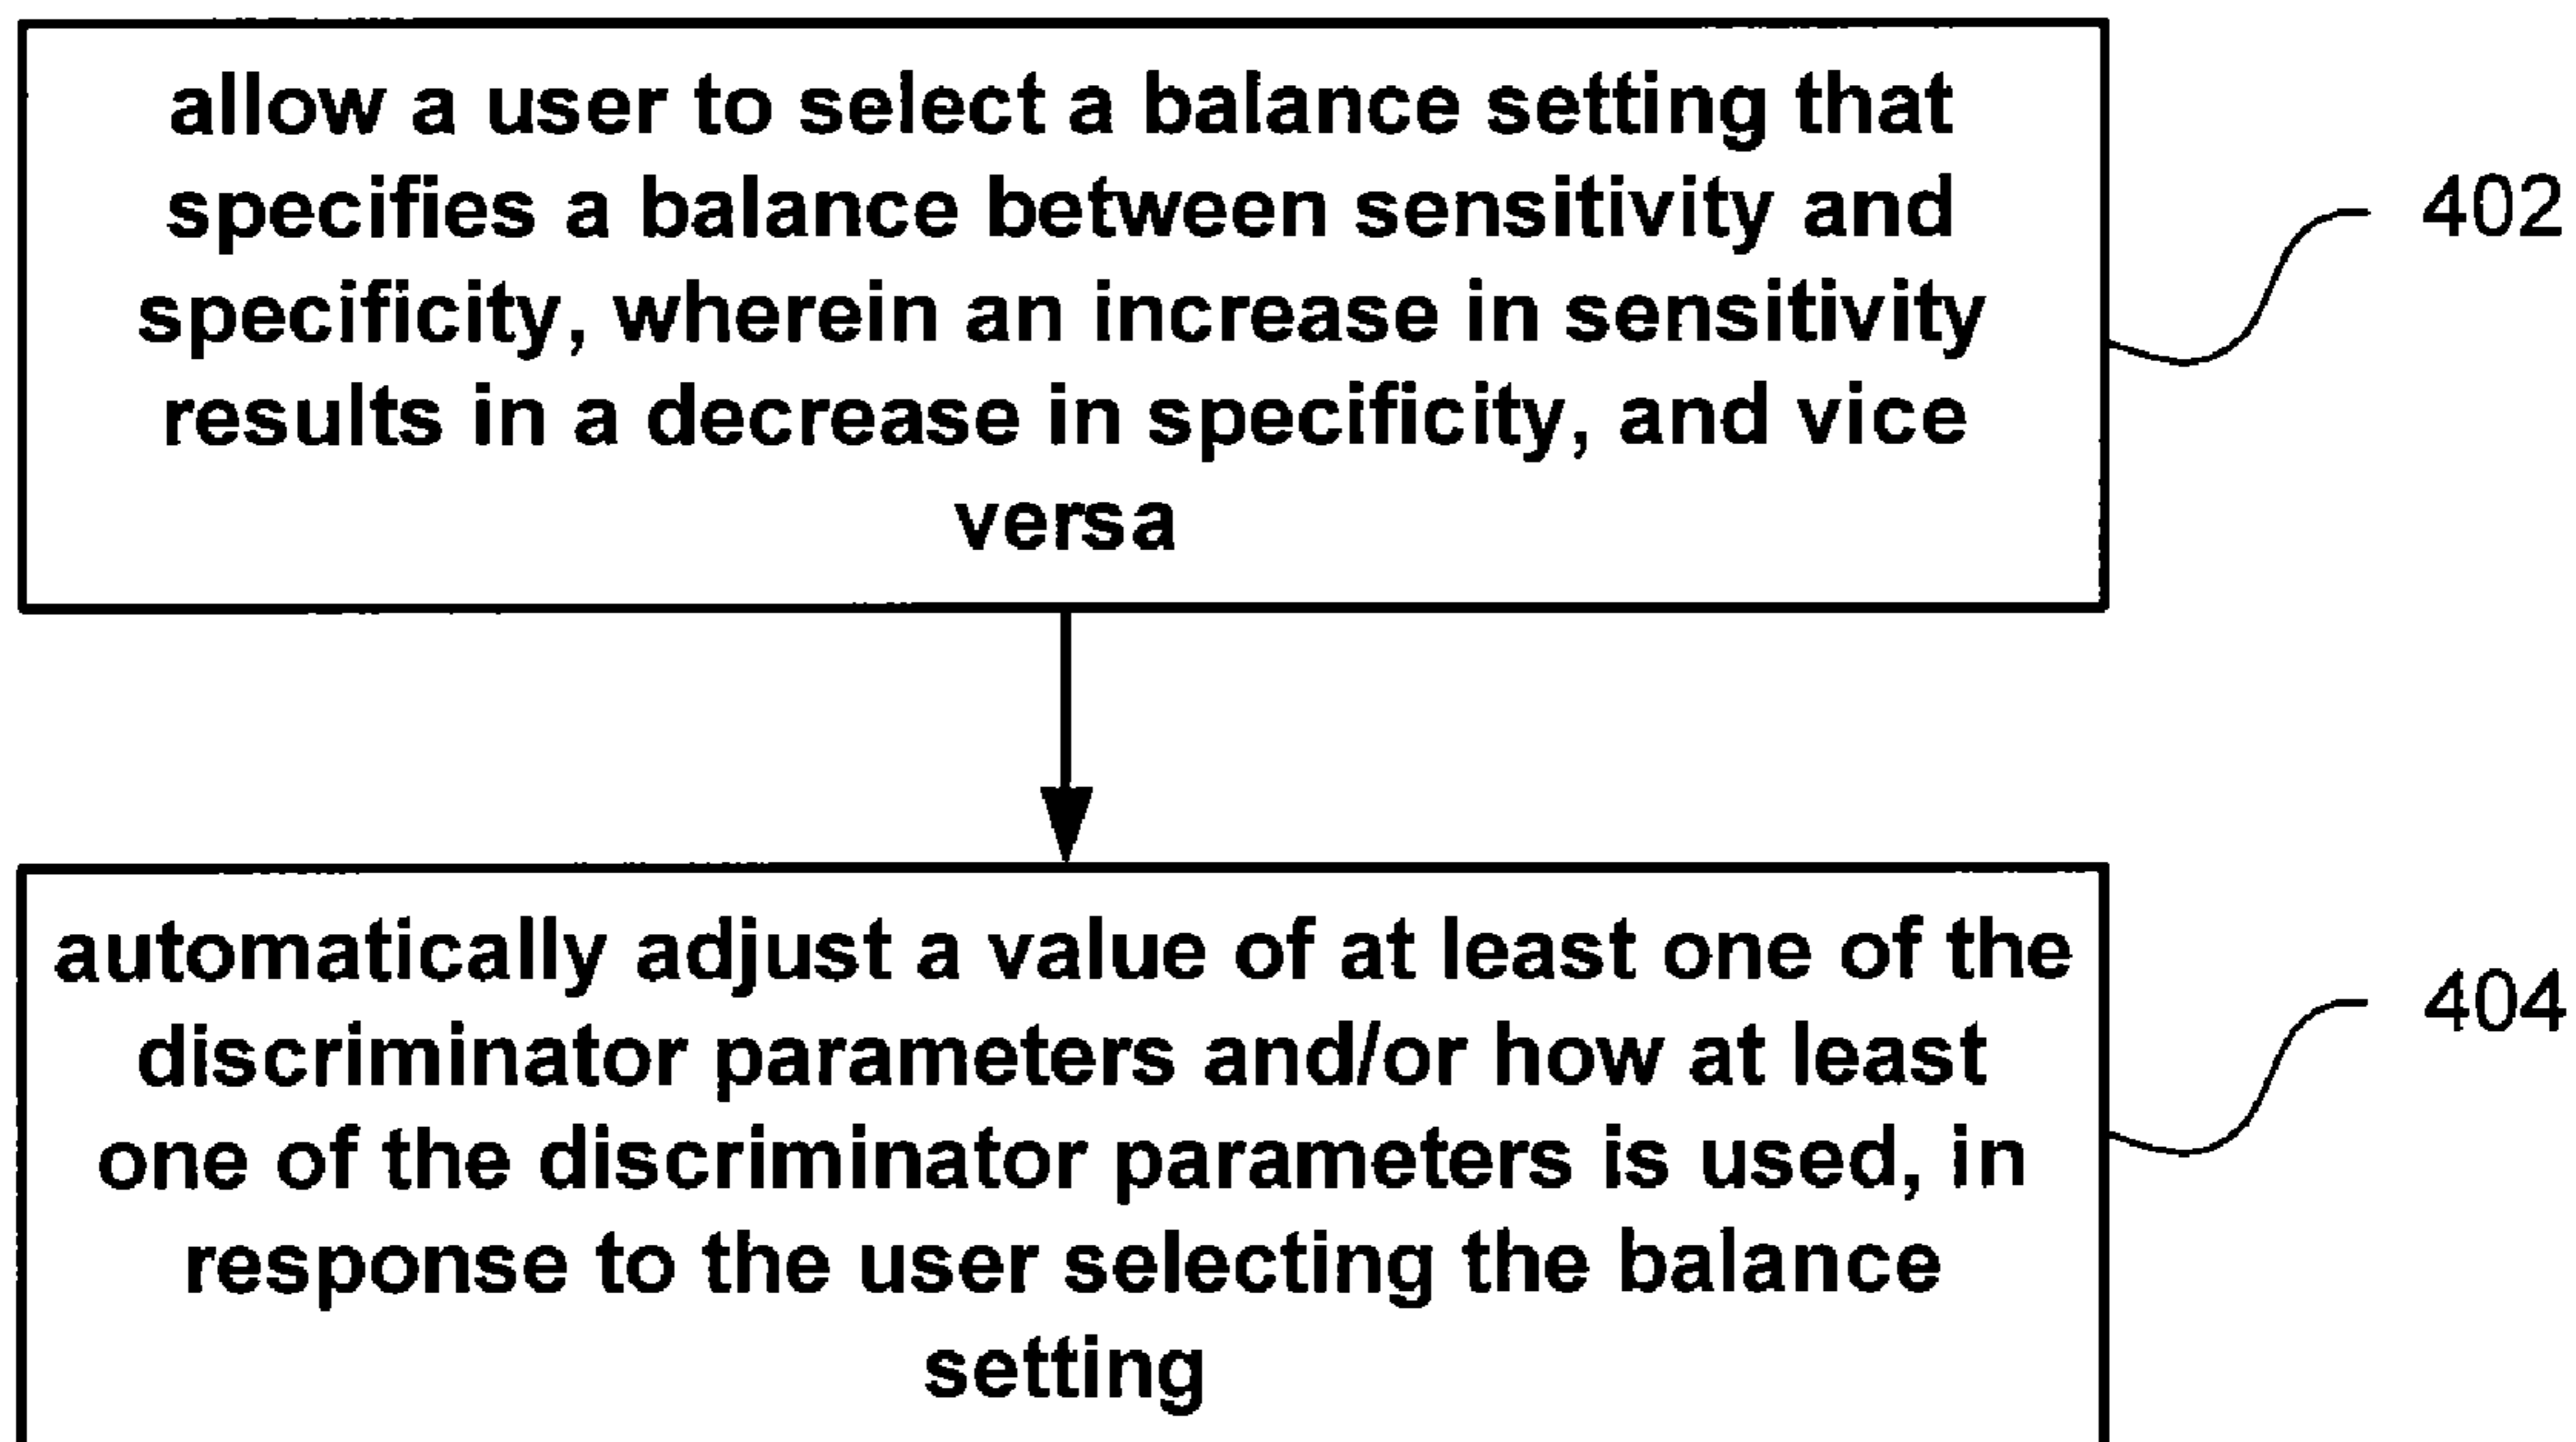 allow a user to select a balance setting that
specifies a balance between sensitivity and
specificity, wherein an increase in sensitivity
results in a decrease in specificity, and vice
versa
402
automatically adjust a value of at least one of the
discriminator parameters and/or how at least
one of the discriminator parameters is used, in
response to the user selecting the balance
setting
404